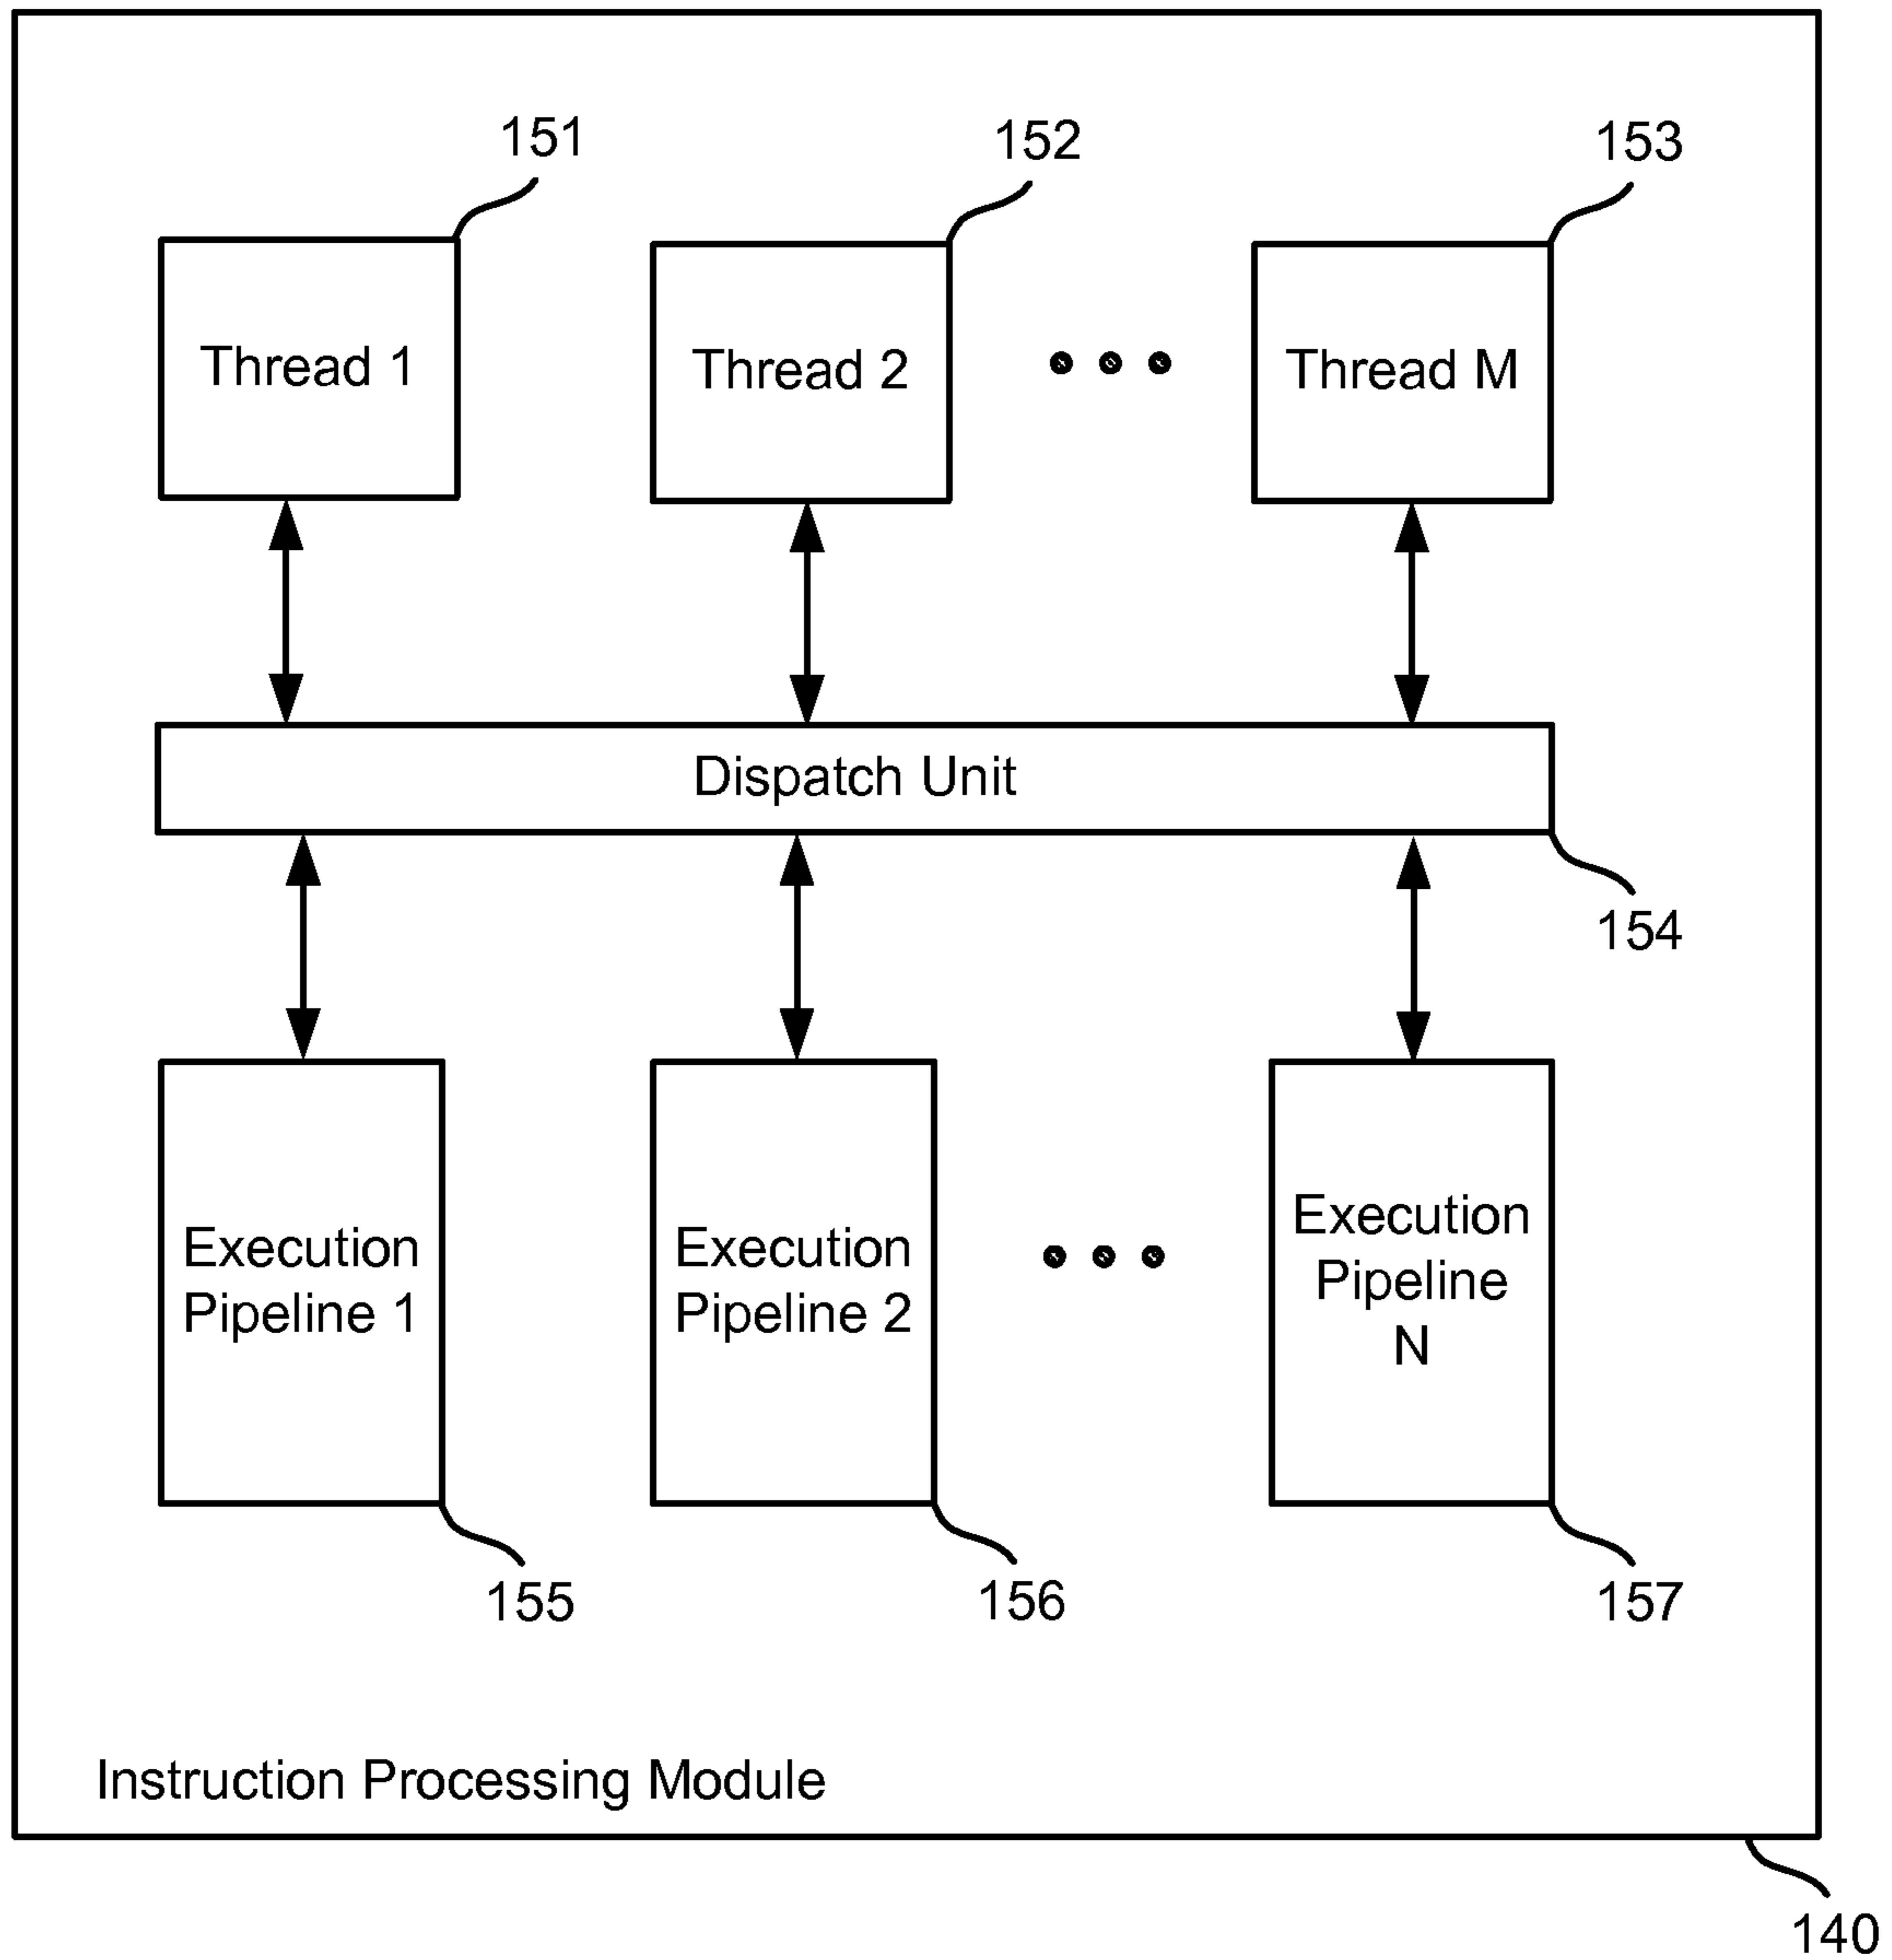 151
152
153
Thread 1
Thread 2
Thread M
Dispatch Unit
154
Execution
Pipeline 1
Execution
Pipeline 2
Execution
Pipeline
N
155
156
157
Instruction Processing Module
140